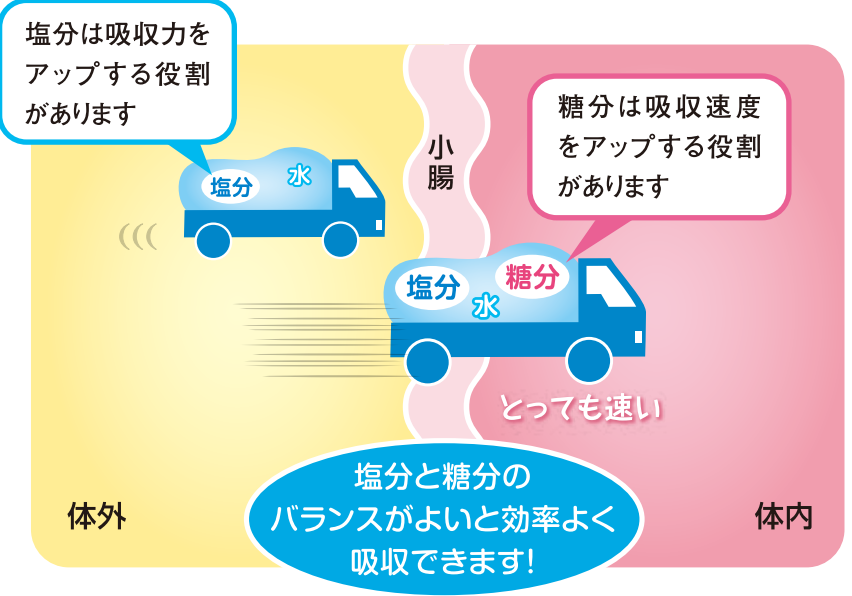 塩分は吸収力を
アップする役割
があります
塩分
水
小腸
糖分は吸収速度
をアップする役割
があります
塩分
水
糖分
とっても速い
体外
体内
塩分と糖分の
バランスがよいと効率よく
吸収できます!